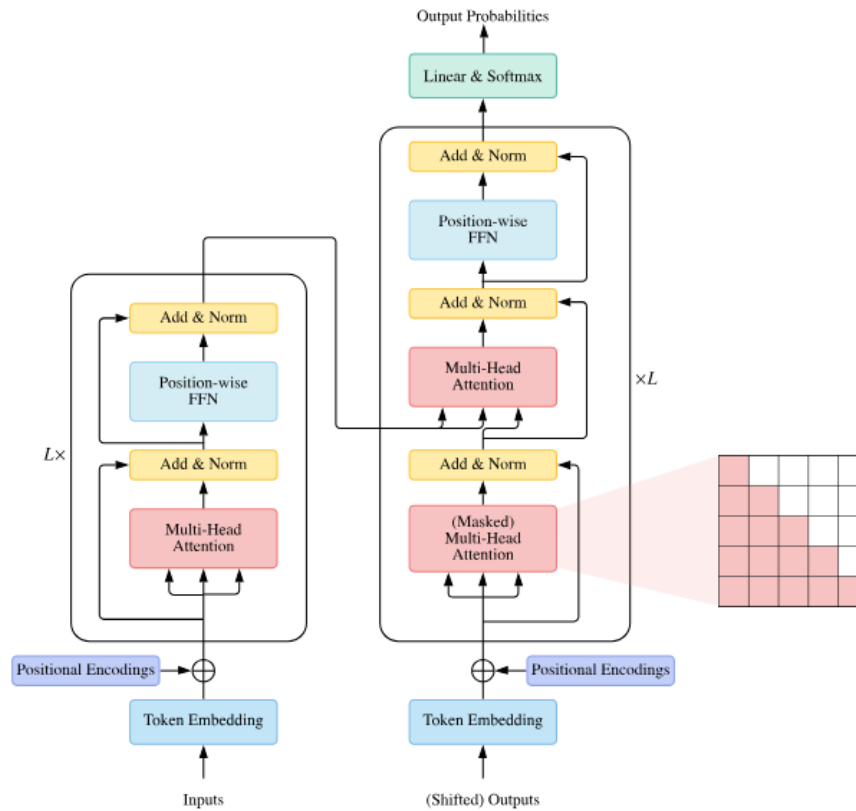 Output Probabilities
Linear & Softmax
Add & Norm
Position-wise
FFN
Add & Norm
Multi-Head
Attention
×L
Add & Norm
(Masked)
Multi-Head
Attention
Positional Encodings
Token Embedding
(Shifted) Outputs
Add & Norm
Position-wise
FFN
L×
Add & Norm
Multi-Head
Attention
Positional Encodings
Token Embedding
Inputs